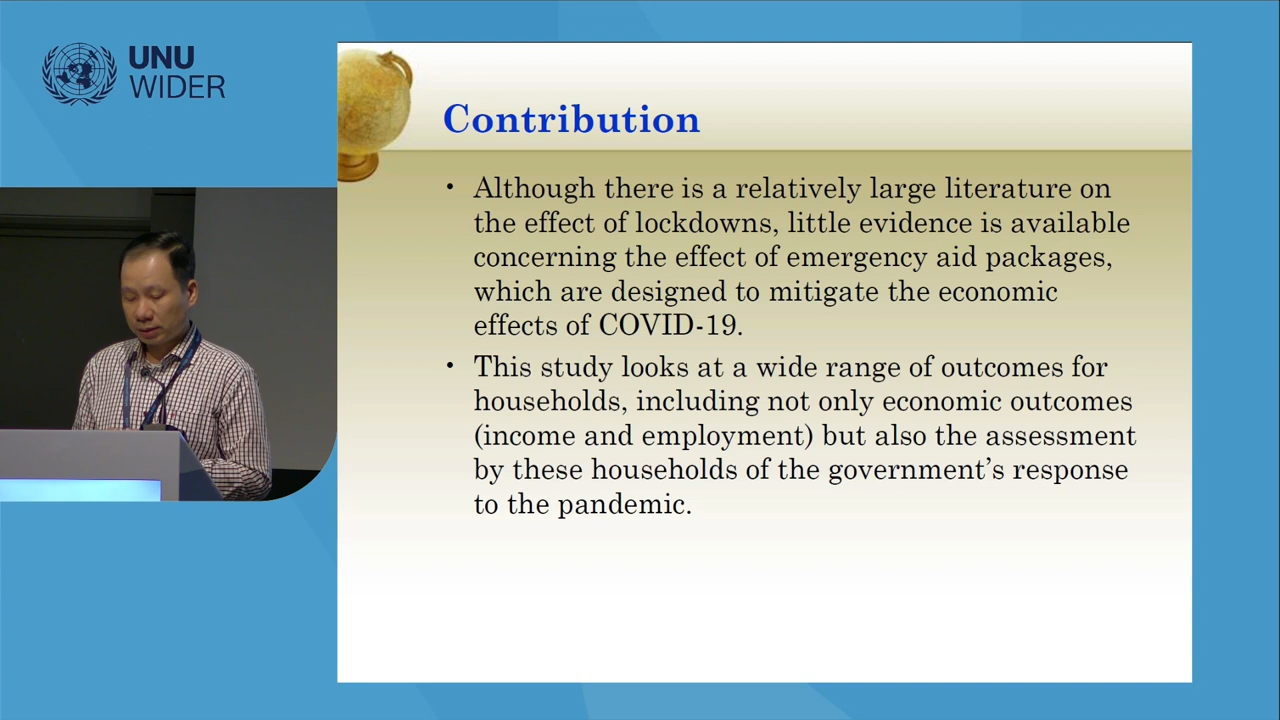 UNU
WIDER
Contribution
• Although there is a relatively large literature on
the effect of lockdowns, little evidence is available
concerning the effect of emergency aid packages,
which are designed to mitigate the economic
effects of COVID-19.
• This study looks at a wide range of outcomes for
households, including not only economic outcomes
(income and employment) but also the assessment
by these households of the government’s response
to the pandemic.